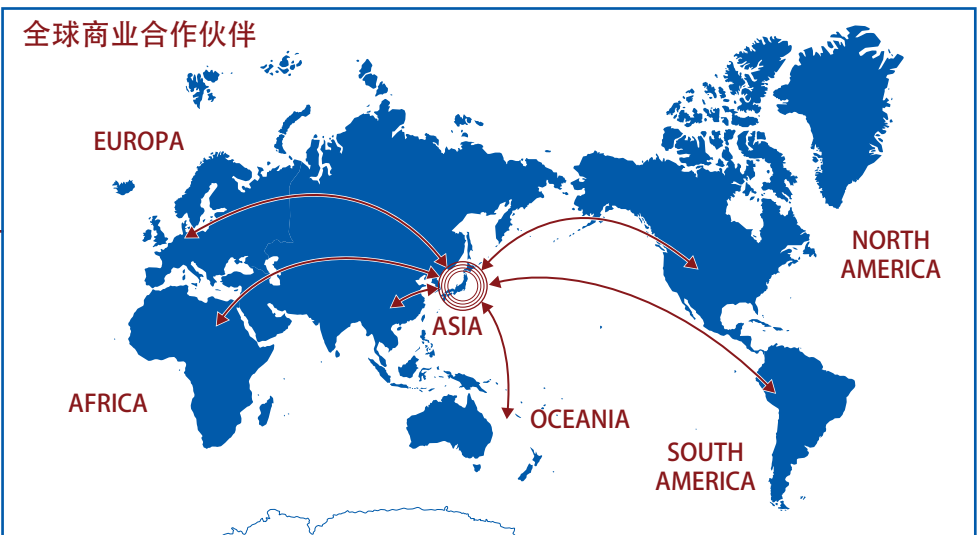 全球商业合作伙伴
EUROPA
NORTH
AMERICA
ASIA
AFRICA
OCEANIA
SOUTH
AMERICA